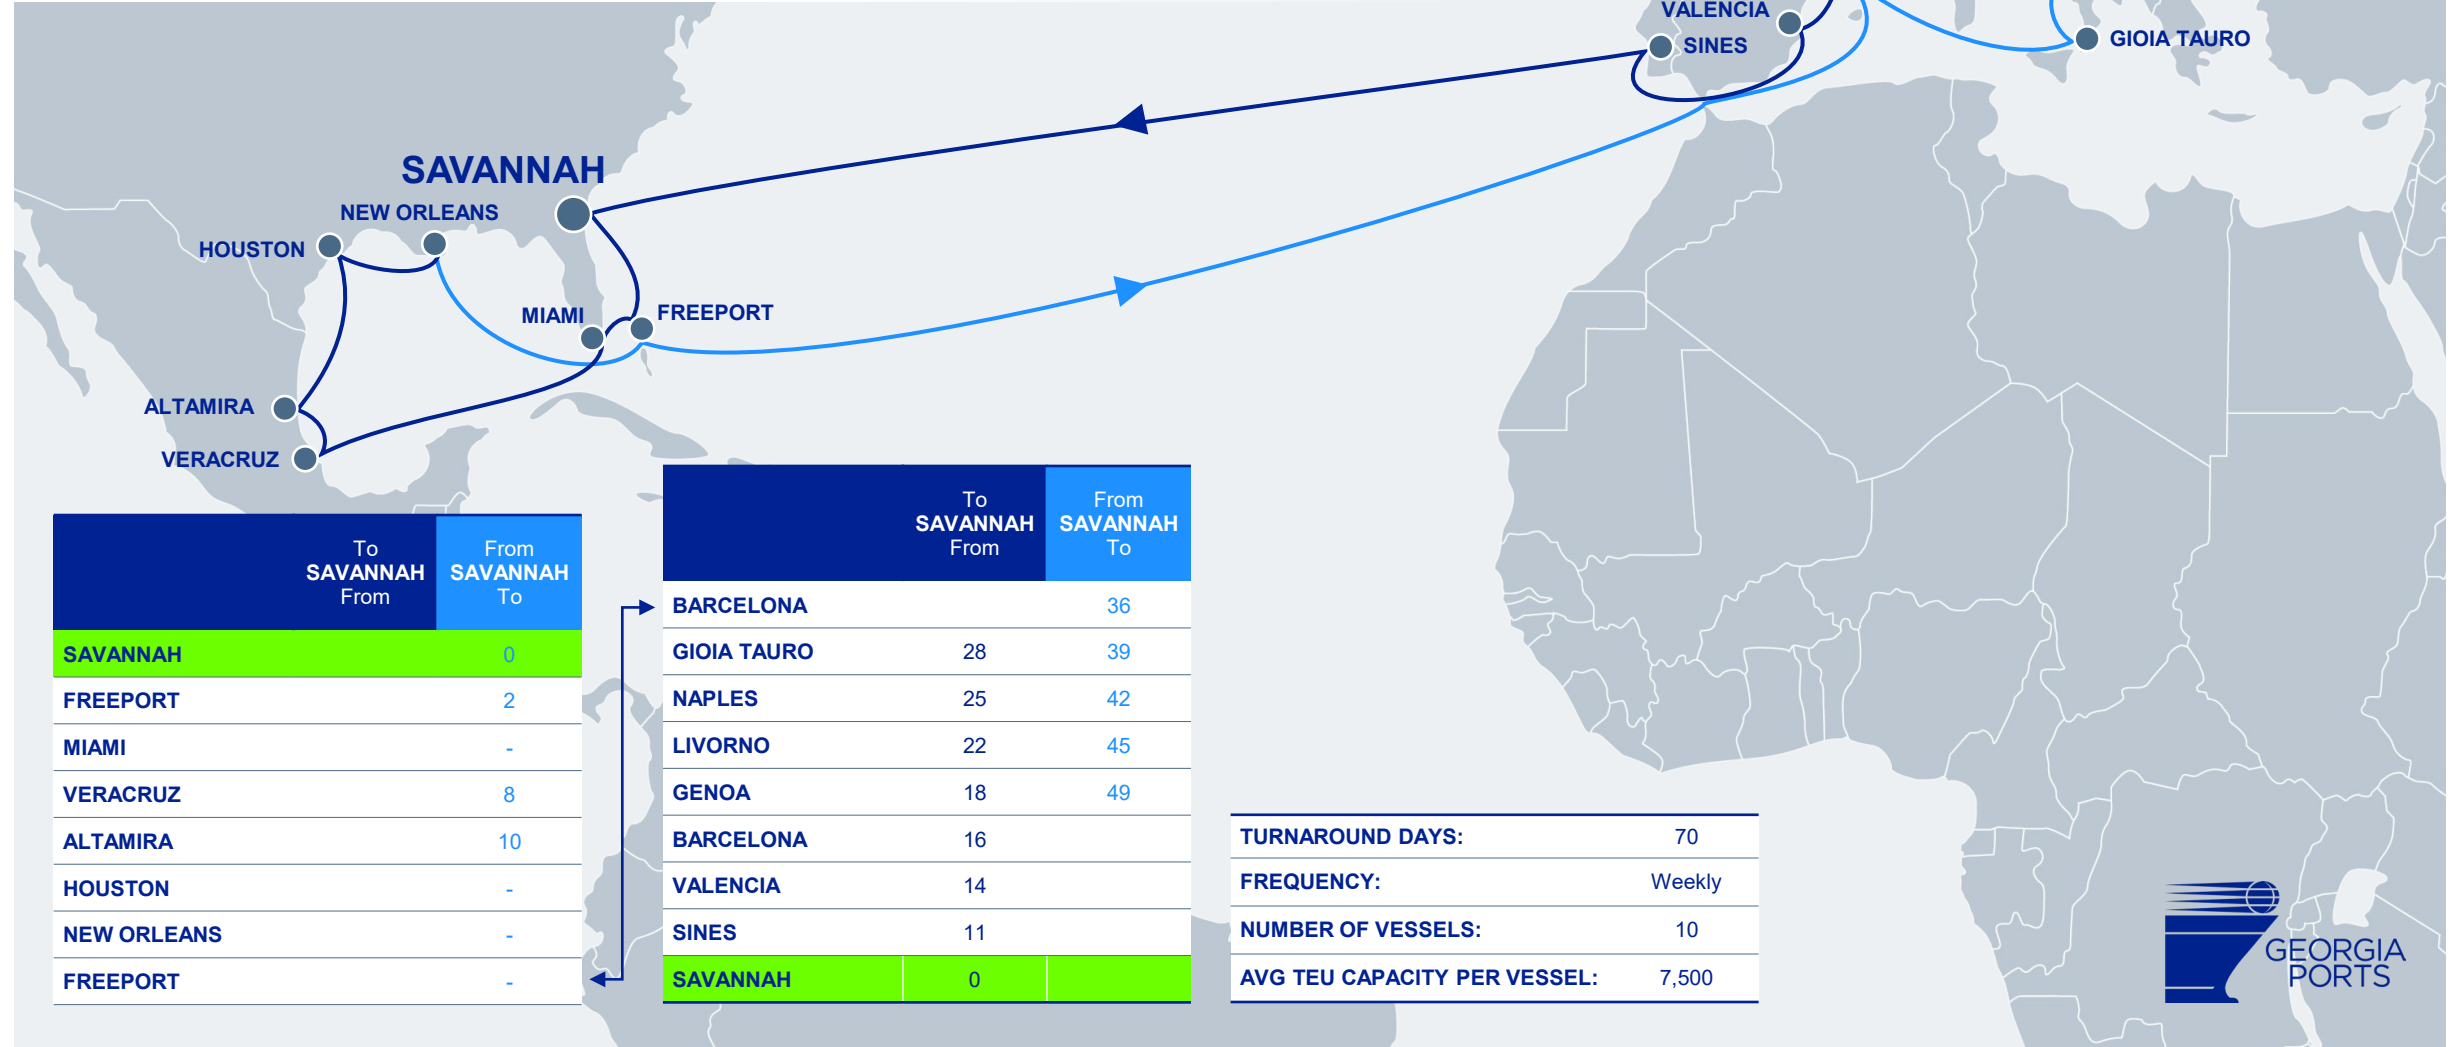 VALENCIA
SINES
GIOIA TAURO
SAVANNAH
NEW ORLEANS
HOUSTON
MIAMI
FREEPORT
ALTAMIRA
VERACRUZ
To SAVANNAH From
From SAVANNAH To
SAVANNAH 0
FREEPORT 2
MIAMI -
VERACRUZ 8
ALTAMIRA 10
HOUSTON -
NEW ORLEANS -
FREEPORT -
To SAVANNAH From
From SAVANNAH To
BARCELONA 36
GIOIA TAURO 28 39
NAPLES 25 42
LIVORNO 22 45
GENOA 18 49
BARCELONA 16
VALENCIA 14
SINES 11
SAVANNAH 0
TURNAROUND DAYS: 70
FREQUENCY: Weekly
NUMBER OF VESSELS: 10
AVG TEU CAPACITY PER VESSEL: 7,500
GEORGIA
PORTS